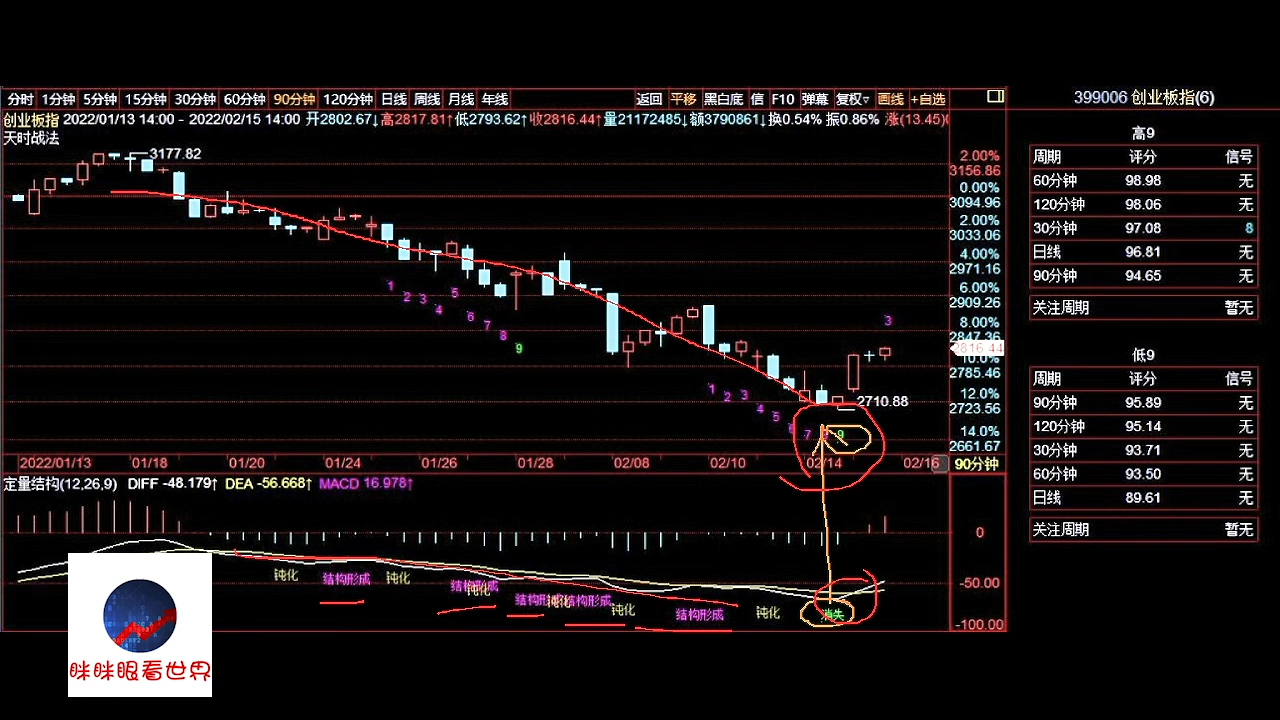 分时 1分钟 5分钟 15分钟 30分钟 60分钟 90分钟 120分钟 日线 周线 月线 年线 返回 平移 黑白底 信 F10 弹幕 复权▽ 画线 +自选
399006 创业板指(6)
创业板指 2022/01/13 14:00 - 2022/02/15 14:00 开2802.67↓高2817.81↑低2793.62↑收2816.44↑量21172485↓额3790861↓换0.54% 振0.86% 涨(13.45)
天时战法
3177.82
2.00%
3156.86
0.00%
3094.96
2.00%
3033.06
4.00%
2971.16
6.00%
2909.26
8.00%
2847.36
2816.44
10.0%
2785.46
12.0%
2723.56
14.0%
2661.67
1 2 3 4 5 6 7 8 9
1 2 3 4 5 6 7 9
3
2710.88
2022/01/13 01/18 01/20 01/24 01/26 01/28 02/08 02/10 02/14 02/16 90分钟
定量结构(12,26,9) DIFF -48.179↑ DEA -56.668↑ MACD 16.978↑
0
-50.00
-100.00
钝化 结构形成 钝化 结构形成 钝化 结构形成 钝化 结构形成 钝化 结构形成 钝化 消失
高9
周期 评分 信号
60分钟 98.98 无
120分钟 98.06 无
30分钟 97.08 8
日线 96.81 无
90分钟 94.65 无
关注周期 暂无
低9
周期 评分 信号
90分钟 95.89 无
120分钟 95.14 无
30分钟 93.71 无
60分钟 93.50 无
日线 89.61 无
关注周期 暂无
眯眯眼看世界